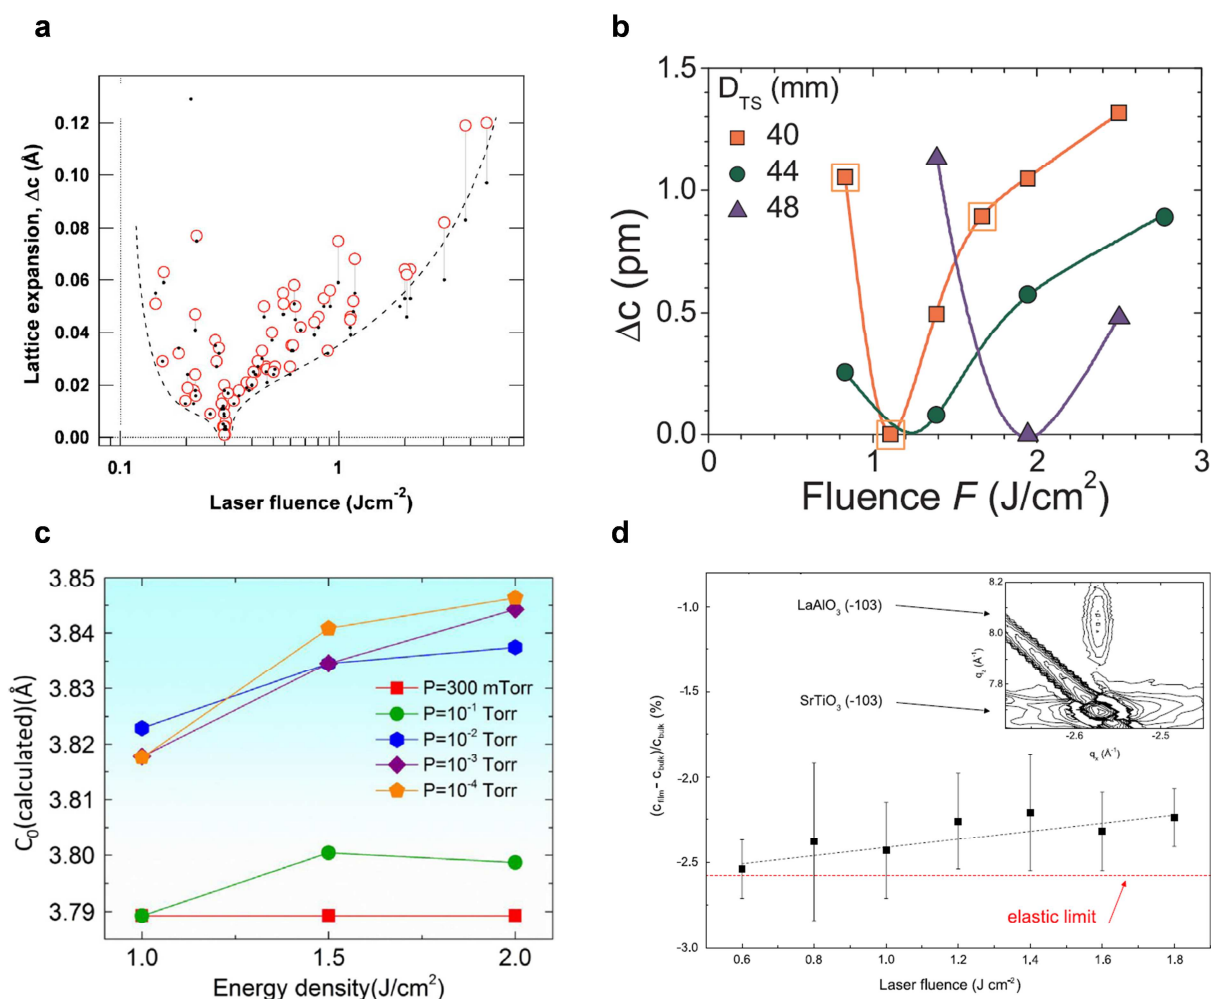 a
Lattice expansion, Δc (Å)
0.12
0.10
0.08
0.06
0.04
0.02
0.00
0.1
1
Laser fluence (Jcm⁻²)
b
Δc (pm)
1.5
1.0
0.5
0.0
D_TS (mm)
40
44
48
0
1
2
3
Fluence F (J/cm²)
c
C₀(calculated)(Å)
3.85
3.84
3.83
3.82
3.81
3.80
3.79
P=300 mTorr
P=10⁻¹ Torr
P=10⁻² Torr
P=10⁻³ Torr
P=10⁻⁴ Torr
1.0
1.5
2.0
Energy density(J/cm²)
d
(c_film- c_bulk)/c_bulk (%)
-1.0
-1.5
-2.0
-2.5
-3.0
LaAlO₃ (-103)
SrTiO₃ (-103)
q_z (Å⁻¹)
8.2
8.0
7.8
-2.6
-2.5
qₓ (Å⁻¹)
elastic limit
0.6
0.8
1.0
1.2
1.4
1.6
1.8
Laser fluence (J cm⁻²)